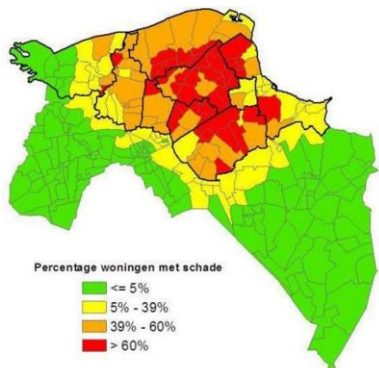 Percentage woningen met schade
<= 5%
5% - 39%
39% - 60%
> 60%